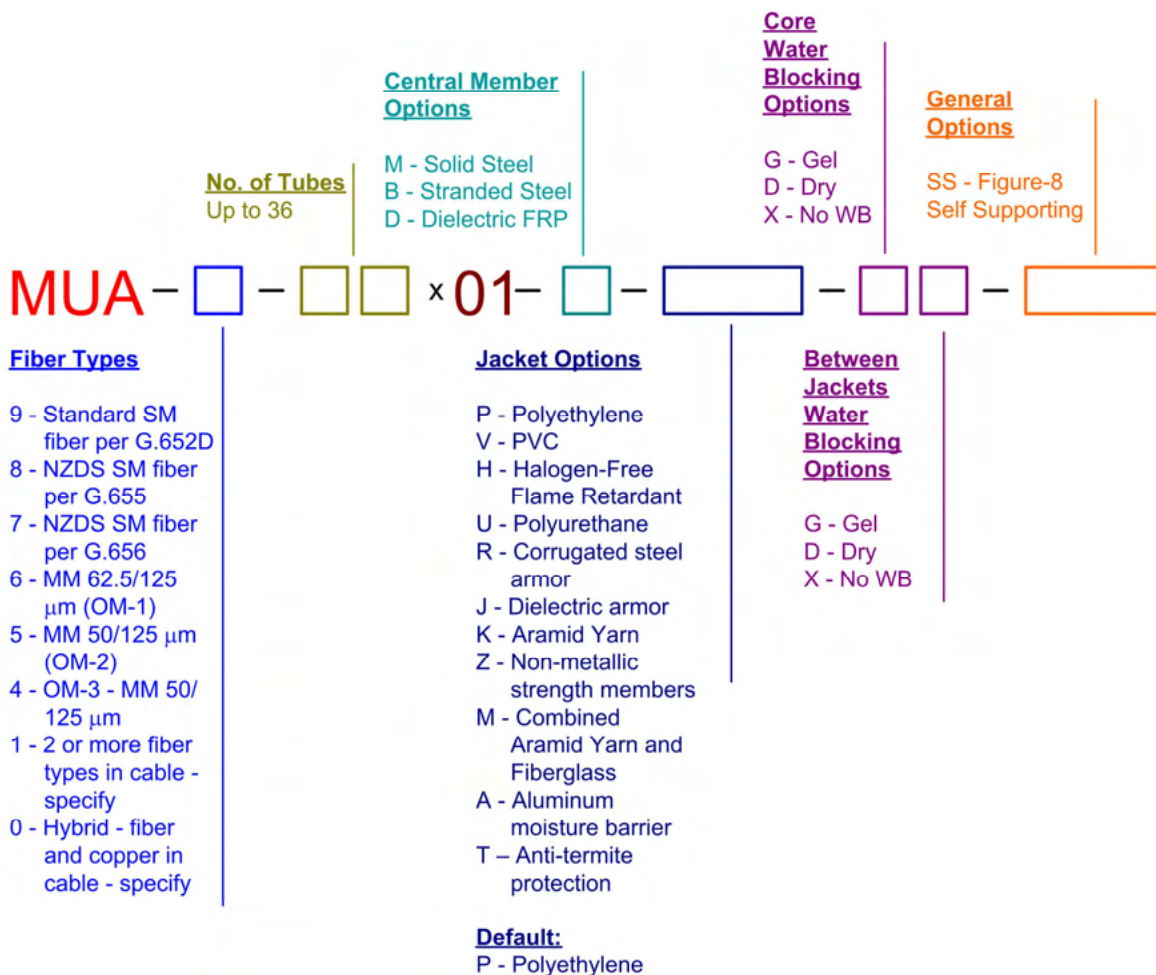 Core
Water
Blocking
Options
G - Gel
D - Dry
X - No WB
Central Member
Options
M - Solid Steel
B - Stranded Steel
D - Dielectric FRP
General
Options
SS - Figure-8
Self Supporting
No. of Tubes
Up to 36
MUA – – x 01 – – – –
Fiber Types
9 - Standard SM
fiber per G.652D
8 - NZDS SM fiber
per G.655
7 - NZDS SM fiber
per G.656
6 - MM 62.5/125
μm (OM-1)
5 - MM 50/125 μm
(OM-2)
4 - OM-3 - MM 50/
125 μm
1 - 2 or more fiber
types in cable -
specify
0 - Hybrid - fiber
and copper in
cable - specify
Jacket Options
P - Polyethylene
V - PVC
H - Halogen-Free
Flame Retardant
U - Polyurethane
R - Corrugated steel
armor
J - Dielectric armor
K - Aramid Yarn
Z - Non-metallic
strength members
M - Combined
Aramid Yarn and
Fiberglass
A - Aluminum
moisture barrier
T – Anti-termite
protection
Default:
P - Polyethylene
Between
Jackets
Water
Blocking
Options
G - Gel
D - Dry
X - No WB